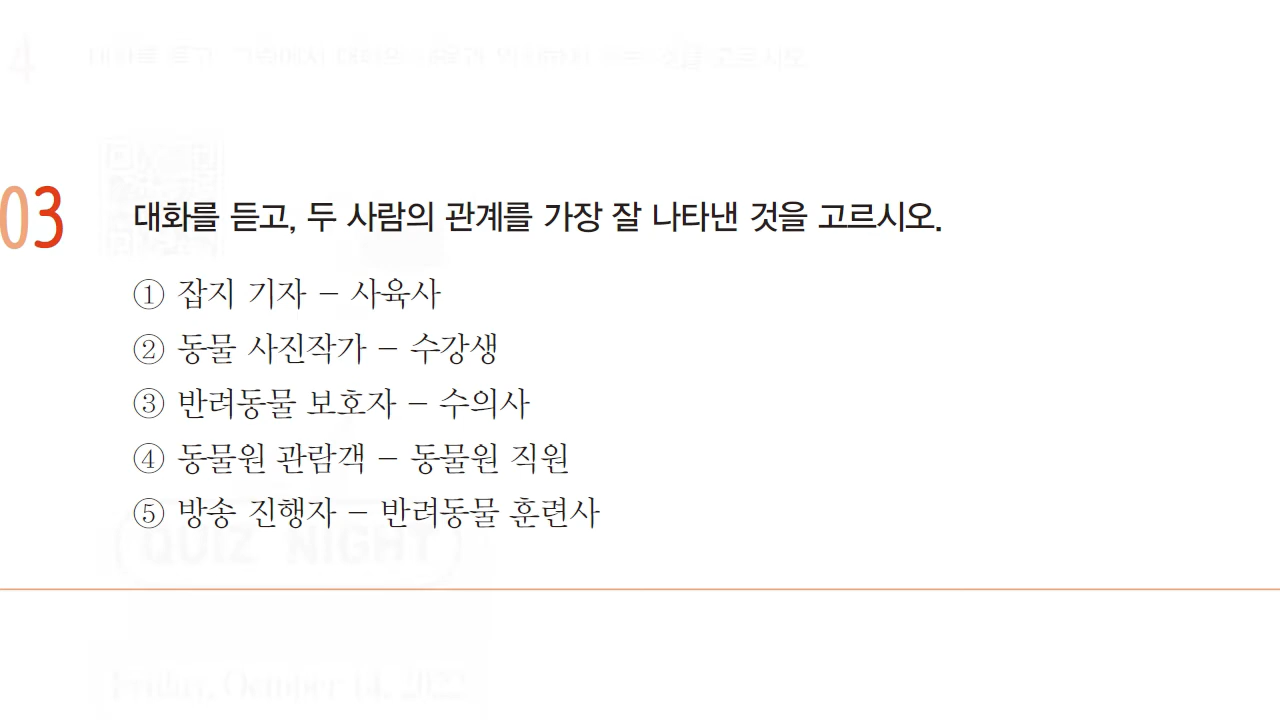 03
대화를 듣고, 두 사람의 관계를 가장 잘 나타낸 것을 고르시오.
① 잡지 기자 – 사육사
② 동물 사진작가 – 수강생
③ 반려동물 보호자 – 수의사
④ 동물원 관람객 – 동물원 직원
⑤ 방송 진행자 – 반려동물 훈련사
QUIZ NIGHT